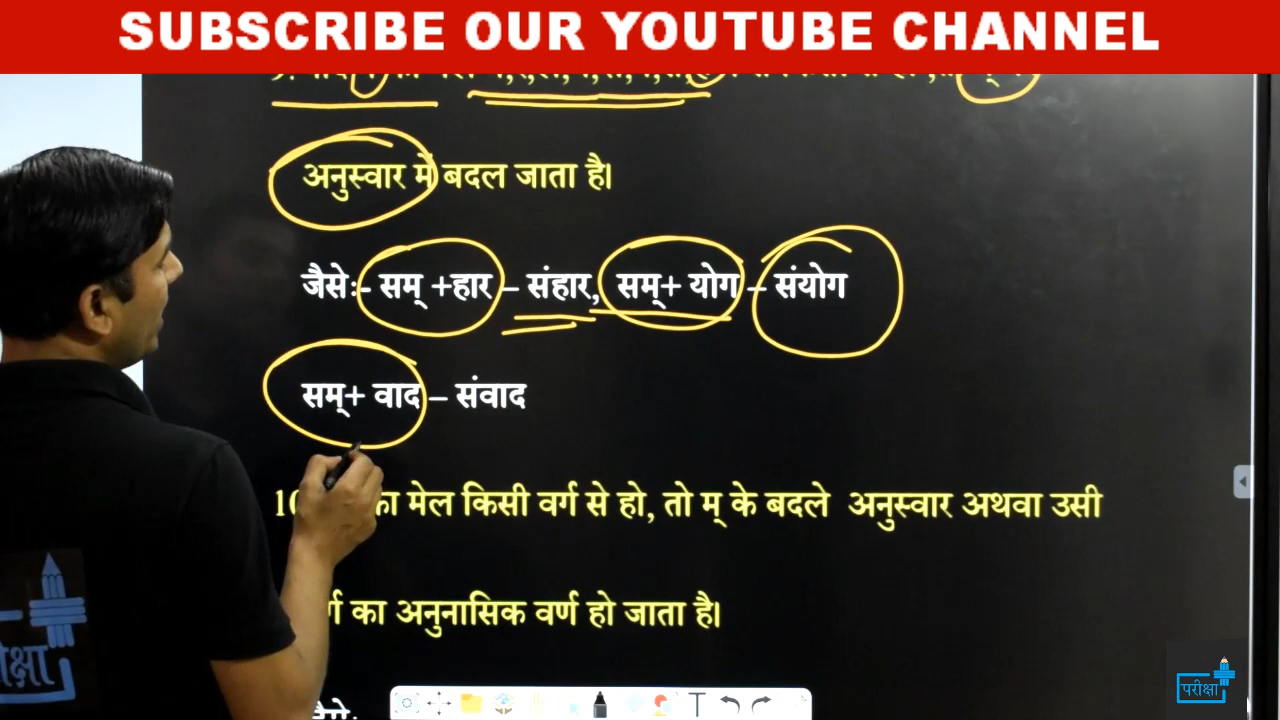 SUBSCRIBE OUR YOUTUBE CHANNEL
अनुस्वार में बदल जाता है।
जैसेः- सम् +हार – संहार, सम्+ योग – संयोग
सम्+ वाद – संवाद
10 का मेल किसी वर्ग से हो, तो म् के बदले अनुस्वार अथवा उसी
का अनुनासिक वर्ण हो जाता है।
T
परीक्षा